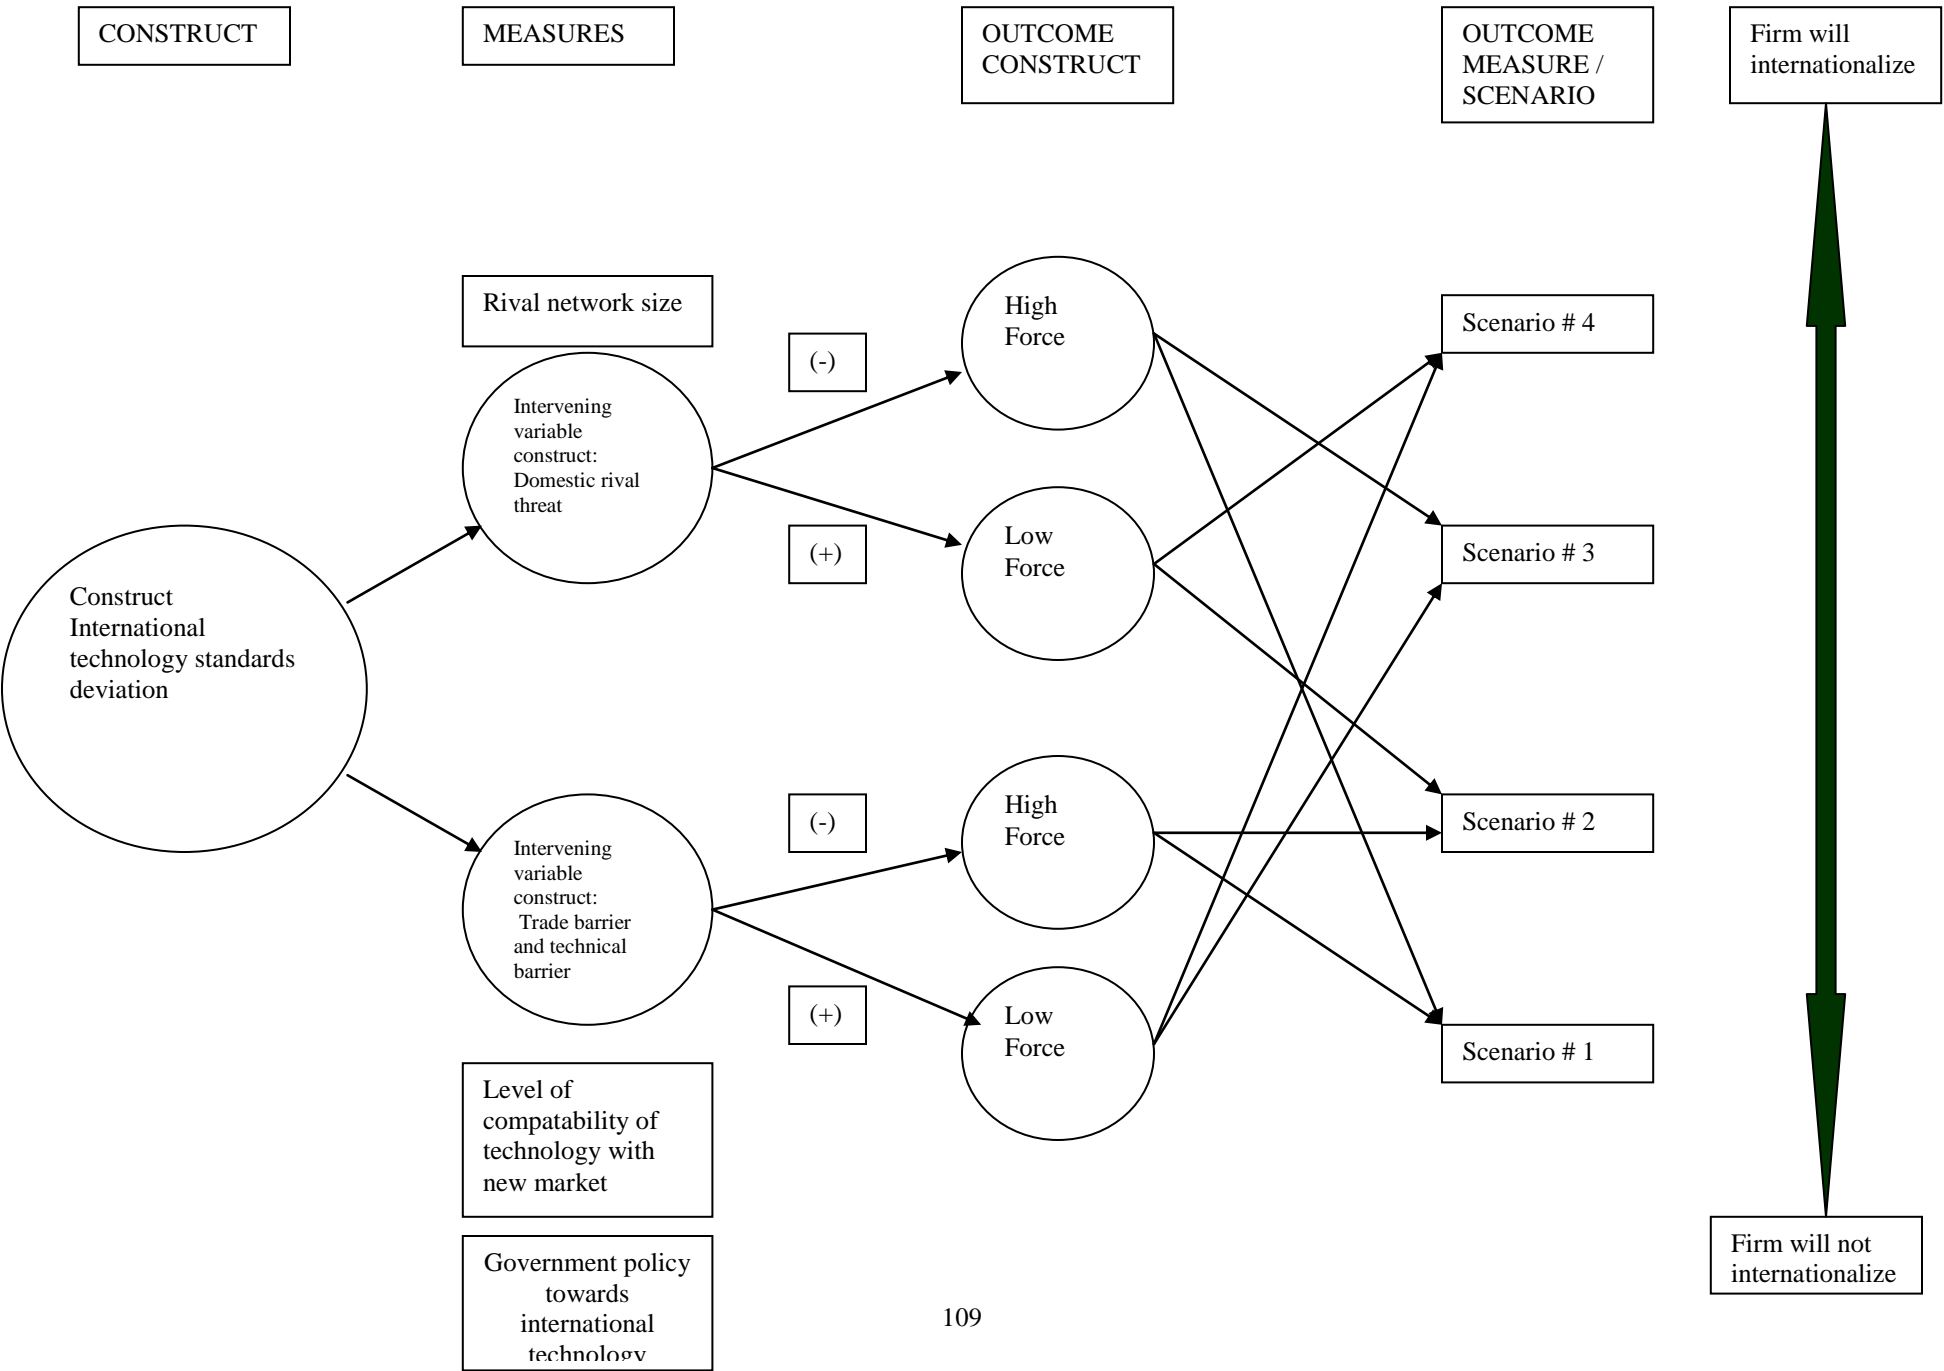 CONSTRUCT
MEASURES
OUTCOME
CONSTRUCT
OUTCOME
MEASURE /
SCENARIO
Firm will
internationalize
Rival network size
Intervening
variable
construct:
Domestic rival
threat
(-)
(+)
High
Force
Low
Force
Scenario # 4
Scenario # 3
Construct
International
technology standards
deviation
Intervening
variable
construct:
Trade barrier
and technical
barrier
(-)
(+)
High
Force
Low
Force
Scenario # 2
Scenario # 1
Level of
compatability of
technology with
new market
Government policy
towards
international
technology
Firm will not
internationalize
109